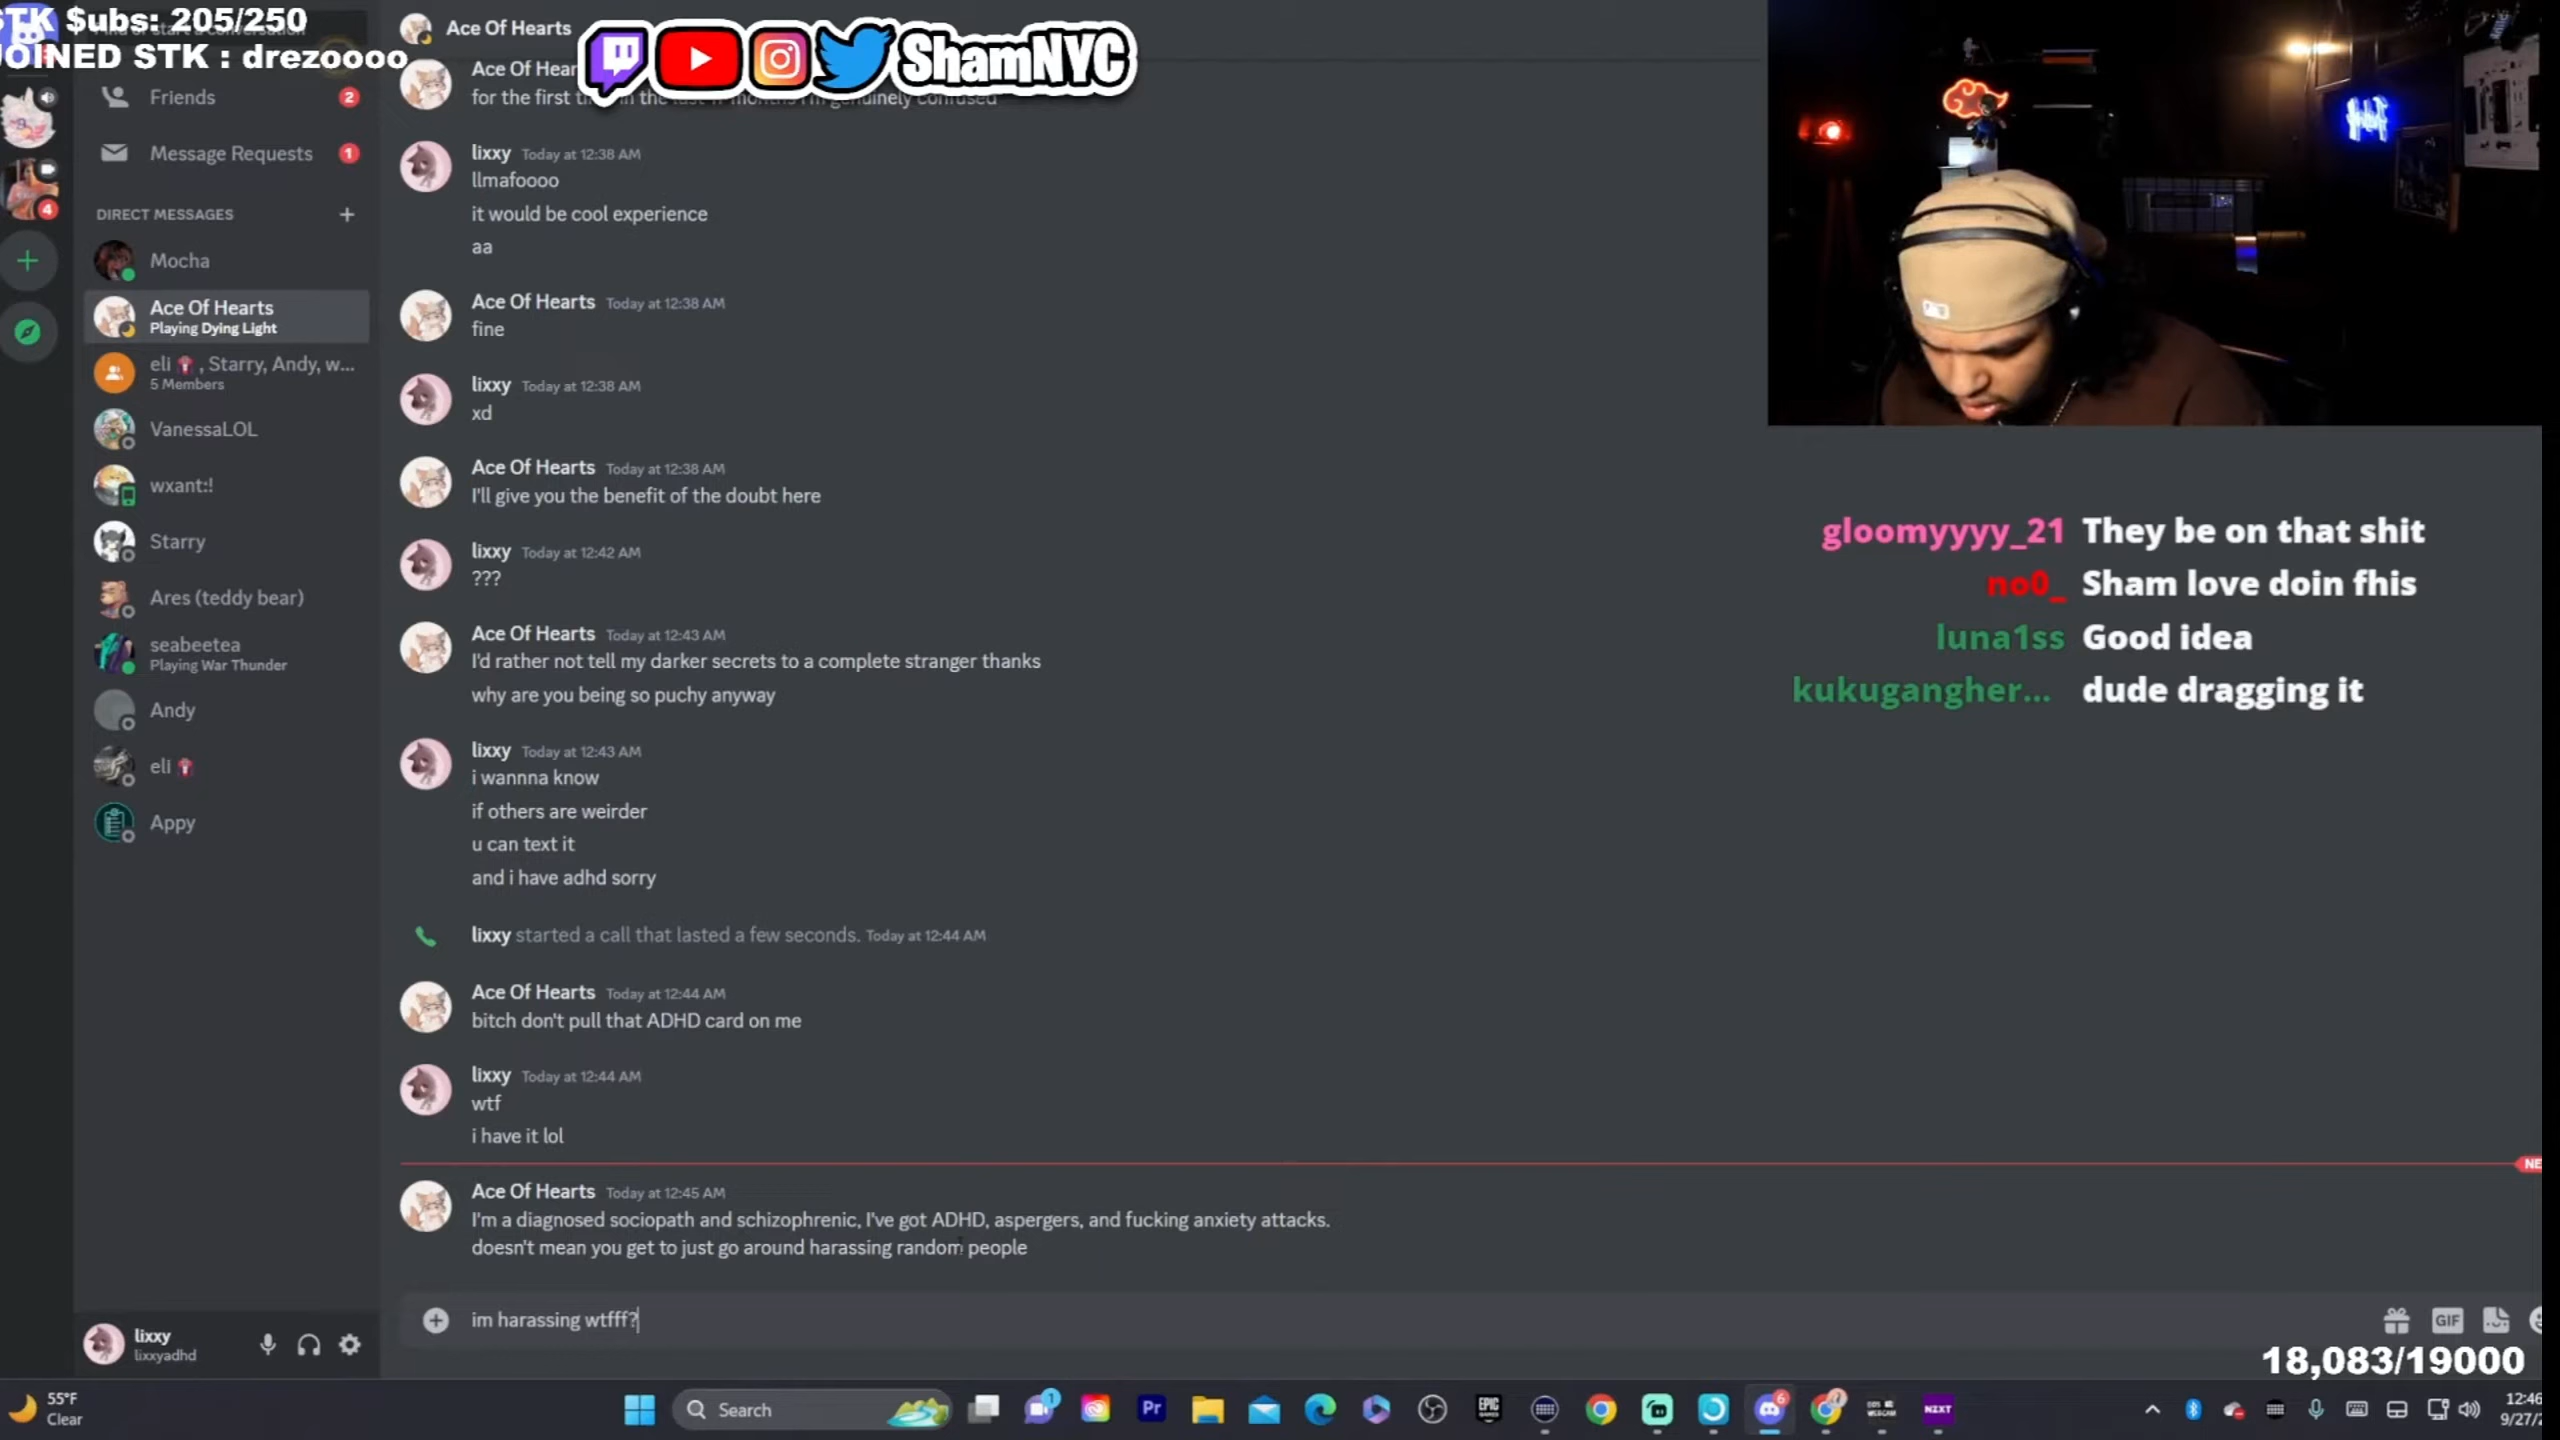 STK $ubs: 205/250
JOINED STK : drezoooo
Friends
2
Message Requests
1
DIRECT MESSAGES
Mocha
Ace Of Hearts
Playing Dying Light
eli , Starry, Andy, w...
5 Members
VanessaLOL
wxant:!
Starry
Ares (teddy bear)
seabeetea
Playing War Thunder
Andy
eli
Appy
4
lixxy
lixxyadhd
Ace Of Hearts
ShamNYC
Ace Of Hear
for the first
in the last
months I'm genuinely confused
lixxy Today at 12:38 AM
llmafoooo
it would be cool experience
aa
Ace Of Hearts Today at 12:38 AM
fine
lixxy Today at 12:38 AM
xd
Ace Of Hearts Today at 12:38 AM
I'll give you the benefit of the doubt here
lixxy Today at 12:42 AM
???
Ace Of Hearts Today at 12:43 AM
I'd rather not tell my darker secrets to a complete stranger thanks
why are you being so puchy anyway
lixxy Today at 12:43 AM
i wannna know
if others are weirder
u can text it
and i have adhd sorry
lixxy started a call that lasted a few seconds. Today at 12:44 AM
Ace Of Hearts Today at 12:44 AM
bitch don't pull that ADHD card on me
lixxy Today at 12:44 AM
wtf
i have it lol
NE
Ace Of Hearts Today at 12:45 AM
I'm a diagnosed sociopath and schizophrenic, I've got ADHD, aspergers, and fucking anxiety attacks.
doesn't mean you get to just go around harassing random people
im harassing wtfff?
GIF
gloomyyyy_21 They be on that shit
no0_ Sham love doin fhis
luna1ss Good idea
kukugangher... dude dragging it
18,083/19000
55°F
Clear
Search
1
Pr
EPIC
6
NZXT
12:46
9/27/2